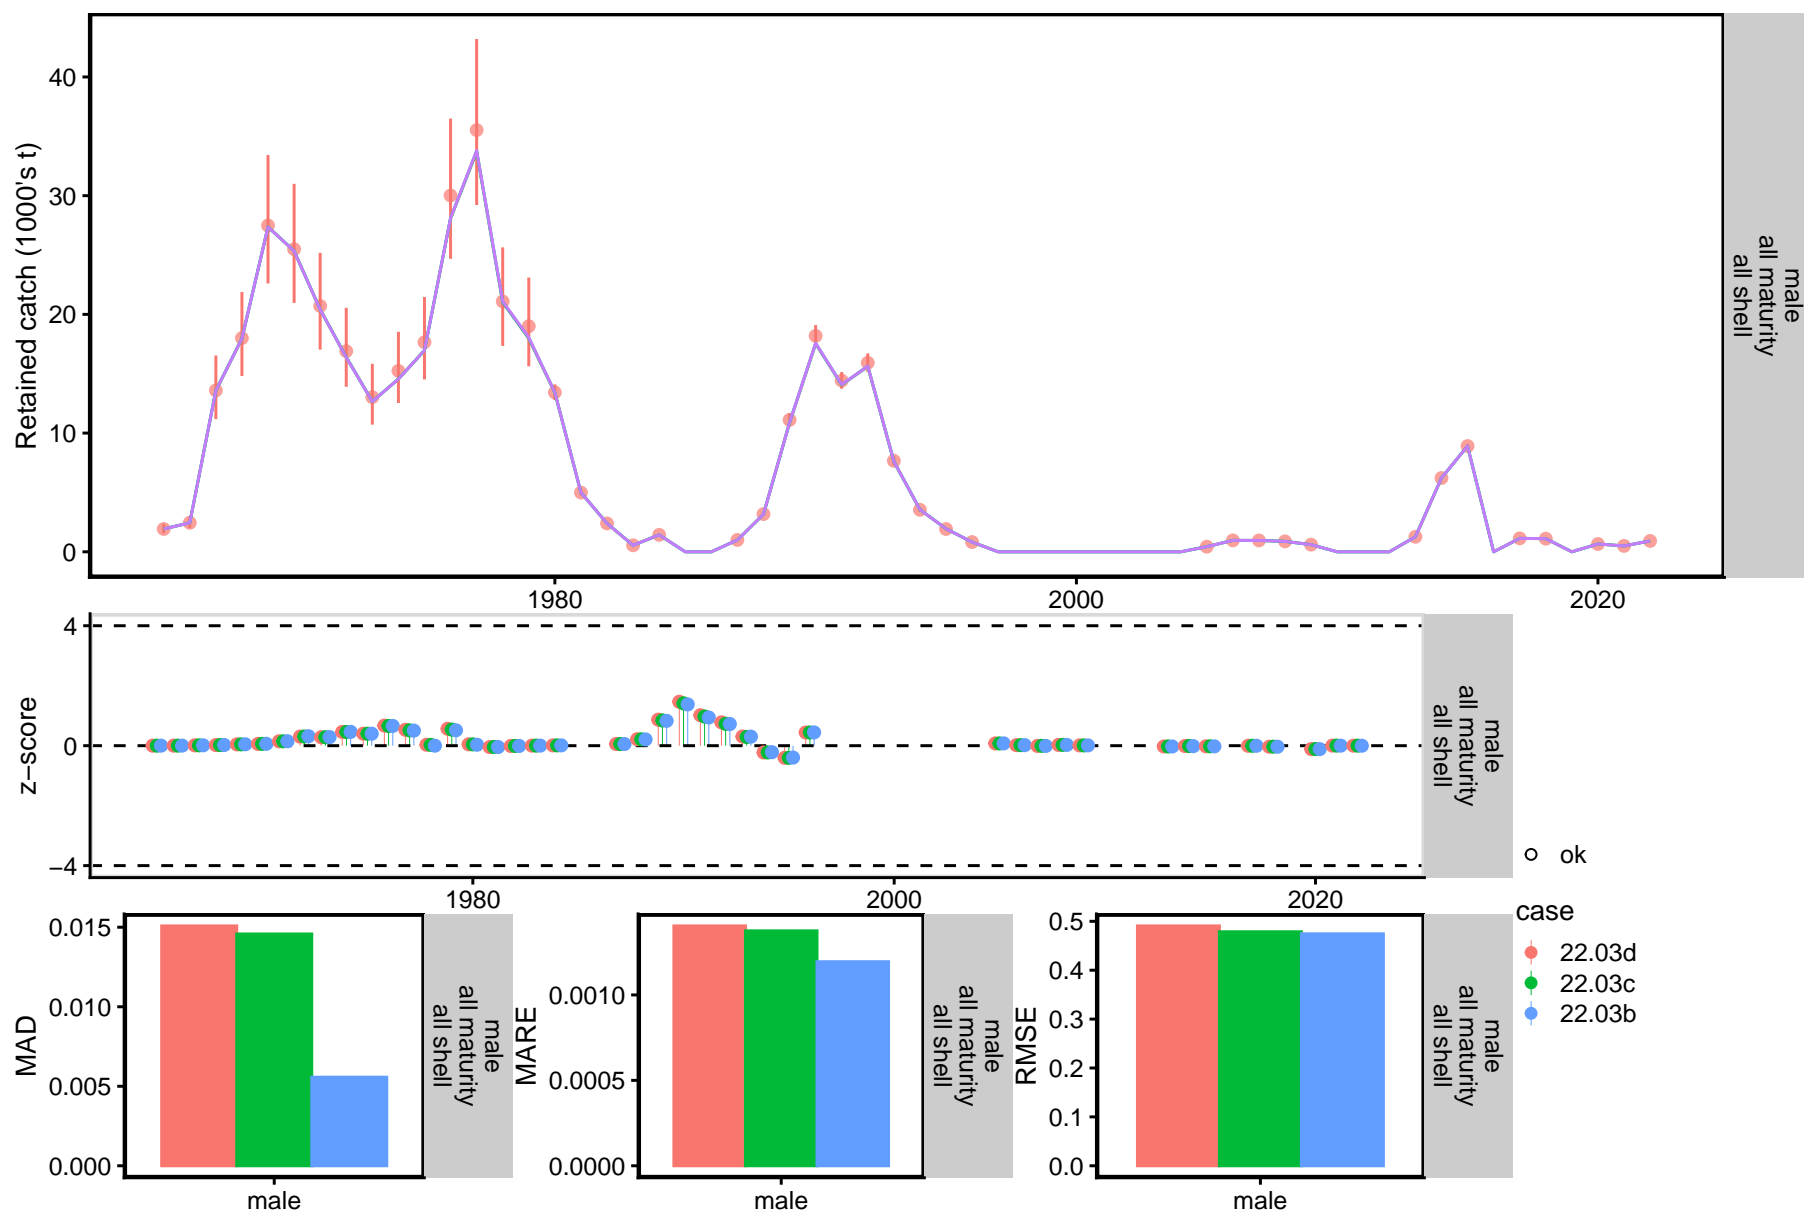 Retained catch (1000's t)
40
30
20
10
0
1980
2000
2020
male
all maturity
all shell
z−score
4
0
−4
1980
2000
2020
male
all maturity
all shell
ok
case
22.03d
22.03c
22.03b
MAD
0.015
0.010
0.005
0.000
male
male
all maturity
all shell
MARE
0.0010
0.0005
0.0000
male
male
all maturity
all shell
RMSE
0.5
0.4
0.3
0.2
0.1
0.0
male
male
all maturity
all shell